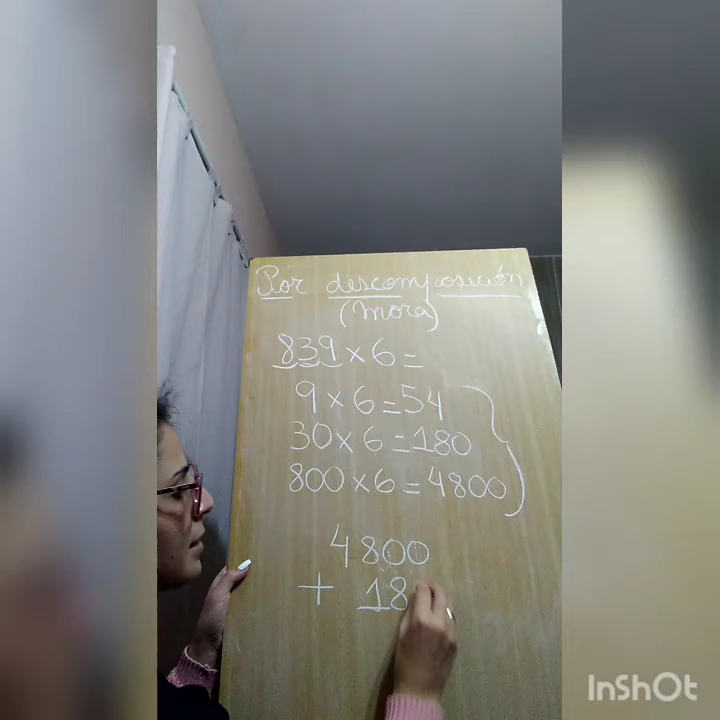 Por descomposición
(mora)
839 × 6 =
9 × 6 = 54
30 × 6 = 180
800 × 6 = 4800
4800
+ 18
InShOt